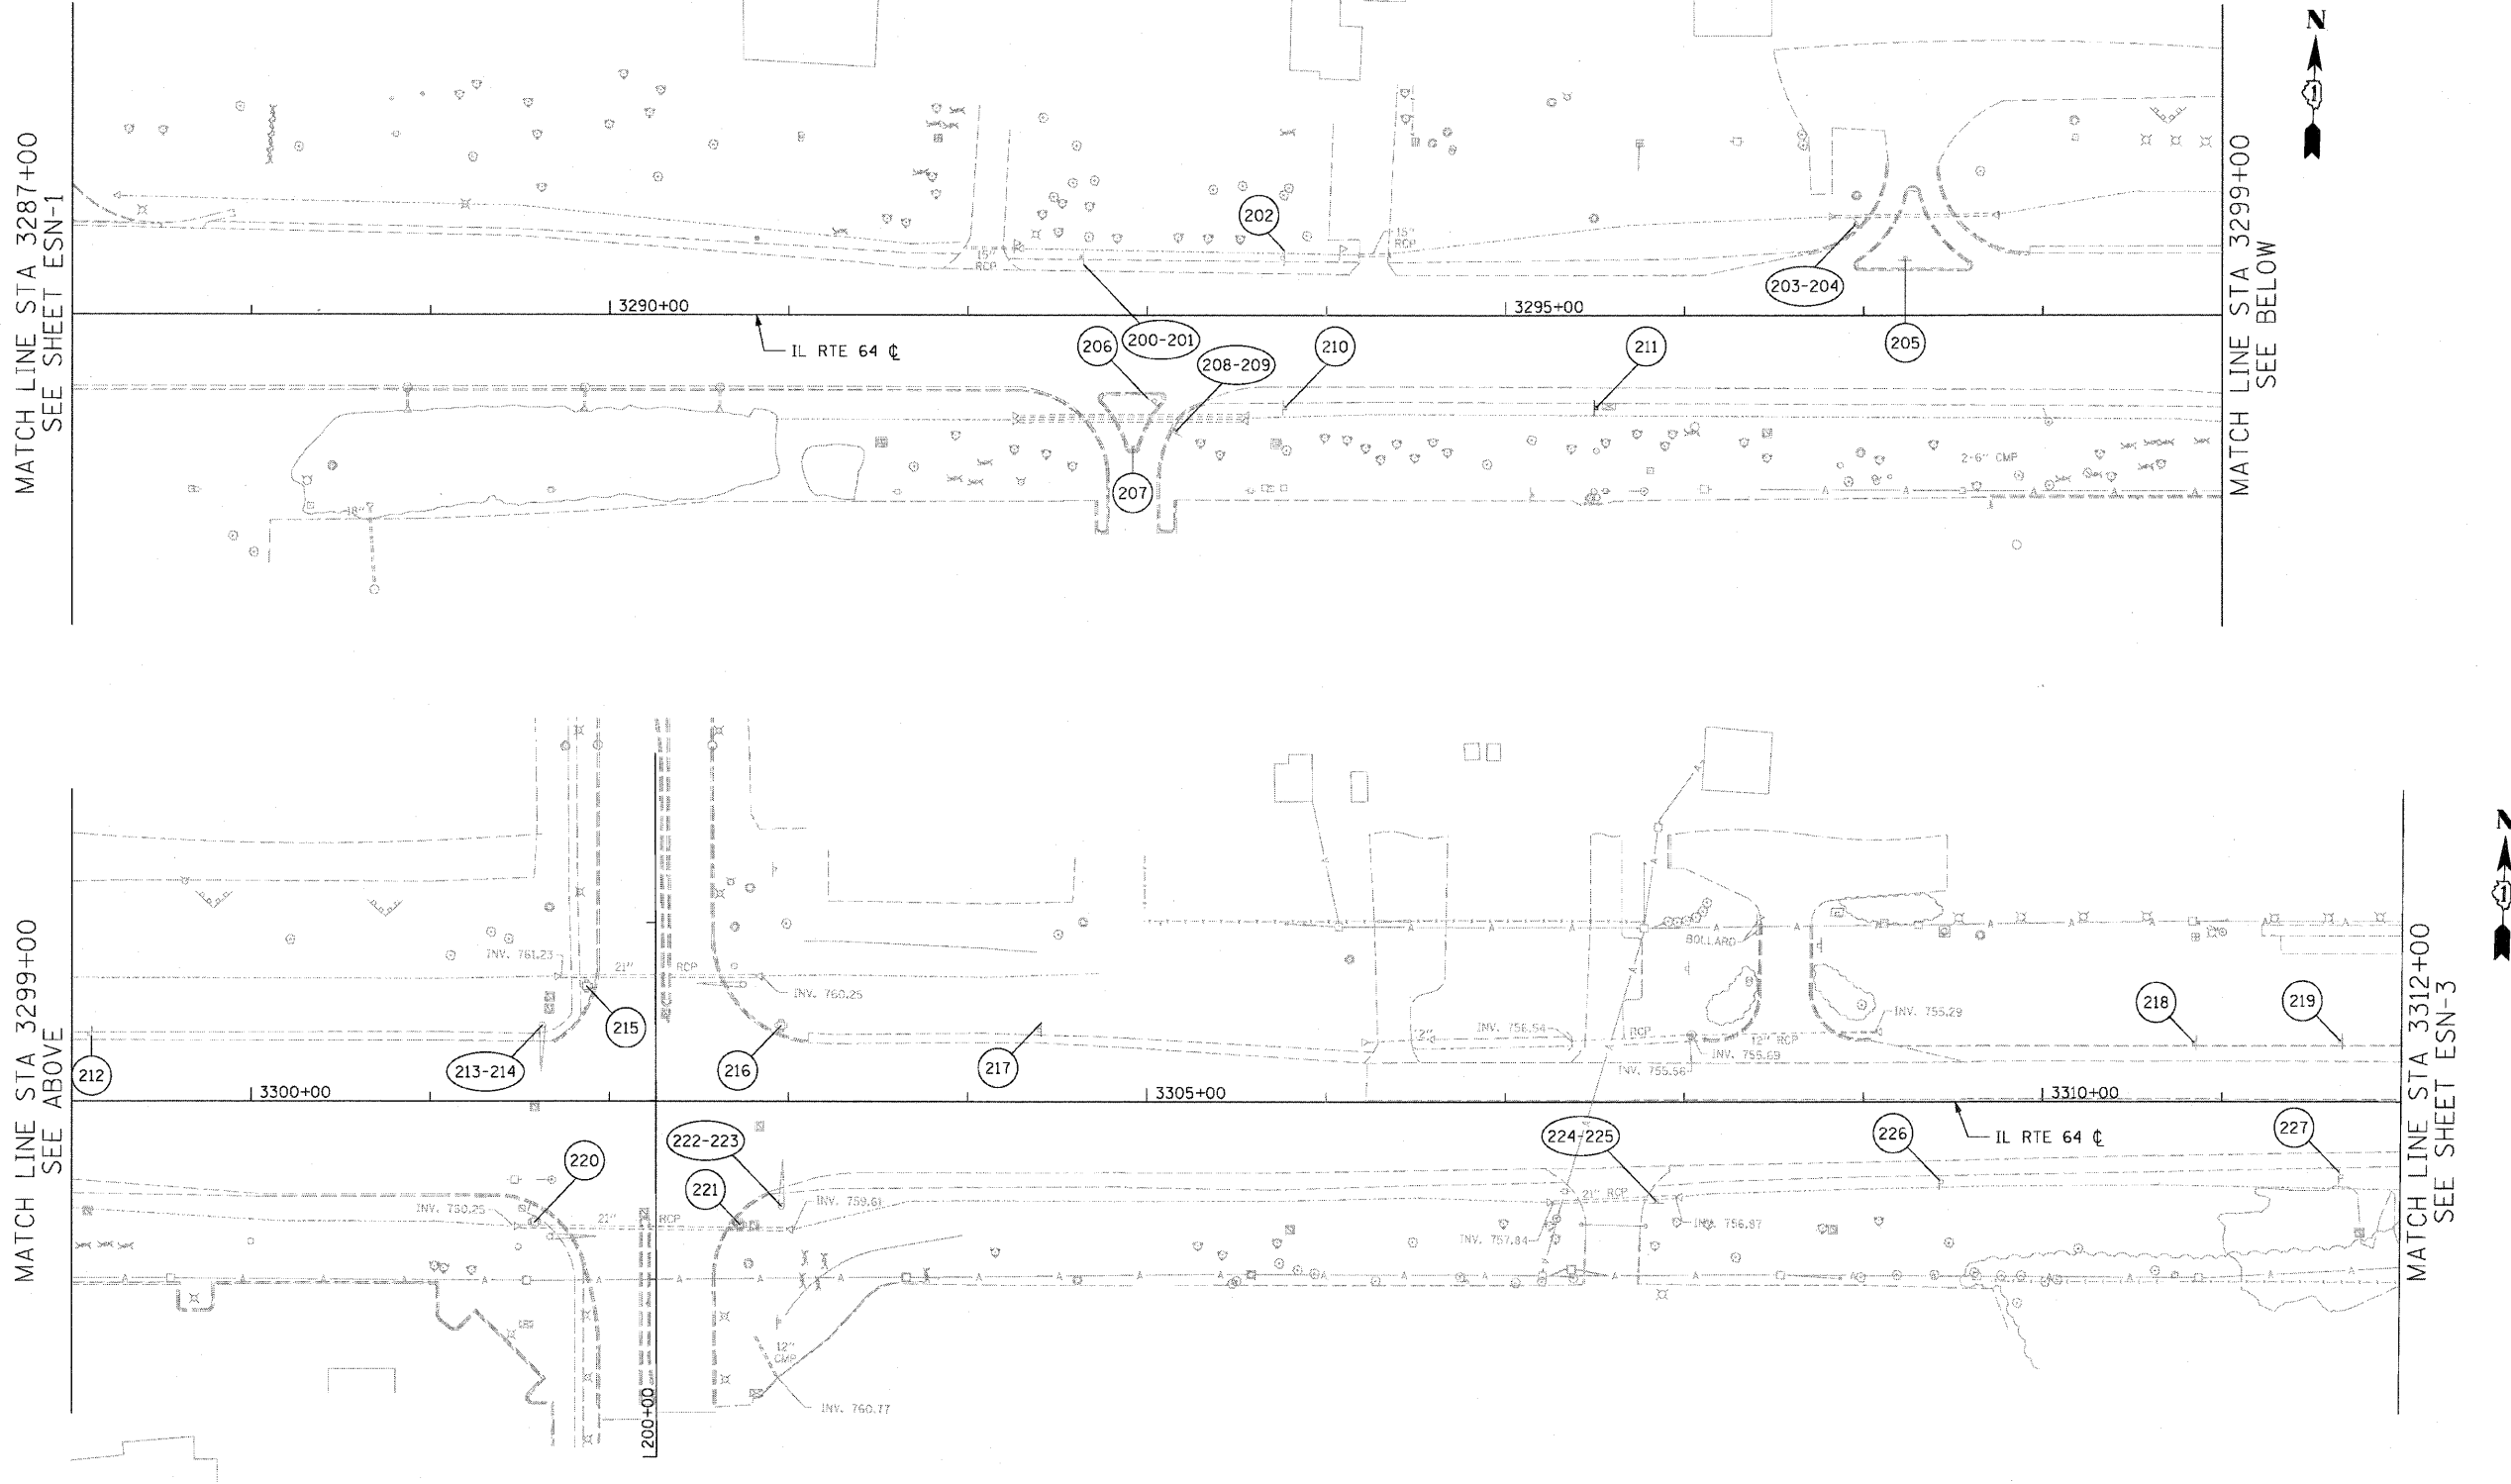 N
1
MATCH LINE STA 3287+00
SEE SHEET ESN-1
MATCH LINE STA 3299+00
SEE BELOW
202
15" RCP
15" RCP
203-204
3290+00
3295+00
IL RTE 64 ℄
206
200-201
208-209
210
211
205
207
18"
2-6" CMP
N
1
MATCH LINE STA 3299+00
SEE ABOVE
MATCH LINE STA 3312+00
SEE SHEET ESN-3
INV. 761.23
21" RCP
INV. 760.25
BOLLARD
215
212
213-214
216
217
12"
INV. 756.54
RCP
12" RCP
INV. 755.29
INV. 755.69
INV. 755.56
218
219
3300+00
3305+00
3310+00
220
222-223
221
224-225
226
IL RTE 64 ℄
227
INV. 759.61
21" RCP
21" RCP
INV. 756.87
INV. 757.84
12" CMP
INV. 760.77
200+00